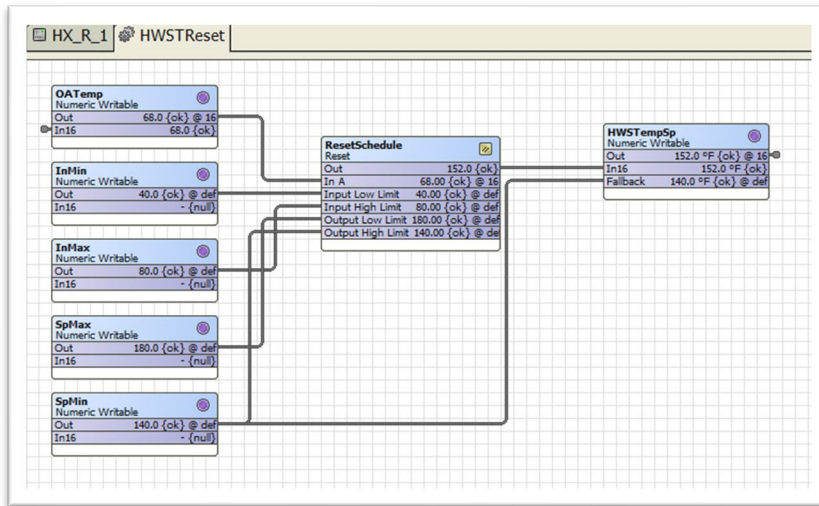 HX_R_1 HWSTReset
OATemp
Numeric Writable
Out 68.0 {ok} @ 16
In16 68.0 {ok}
InMin
Numeric Writable
Out 40.0 {ok} @ def
In16 - {null}
InMax
Numeric Writable
Out 80.0 {ok} @ def
In16 - {null}
SpMax
Numeric Writable
Out 180.0 {ok} @ def
In16 - {null}
SpMin
Numeric Writable
Out 140.0 {ok} @ def
In16 - {null}
ResetSchedule
Reset
Out 152.0 {ok}
In A 68.00 {ok} @ 16
Input Low Limit 40.00 {ok} @ def
Input High Limit 80.00 {ok} @ def
Output Low Limit 180.00 {ok} @ def
Output High Limit 140.00 {ok} @ def
HWSTempSp
Numeric Writable
Out 152.0 °F {ok} @ 16
In16 152.0 °F {ok}
Fallback 140.0 °F {ok} @ def